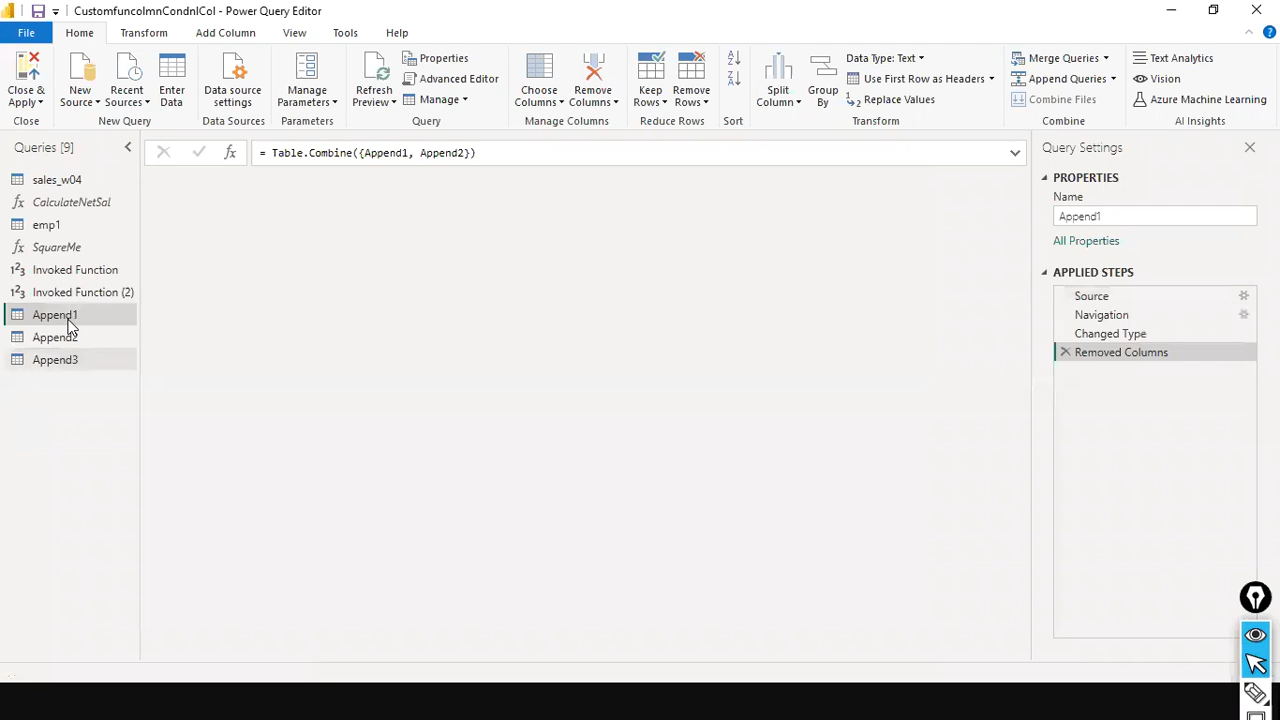 CustomfuncolmnCondnlCol - Power Query Editor
File Home Transform Add Column View Tools Help
Close & Apply
New Source
Recent Sources
Enter Data
Data source settings
Manage Parameters
Refresh Preview
Properties
Advanced Editor
Manage
Choose Columns
Remove Columns
Keep Rows
Remove Rows
Split Column
Group By
Data Type: Text
Use First Row as Headers
Replace Values
Merge Queries
Append Queries
Combine Files
Text Analytics
Vision
Azure Machine Learning
Close New Query Data Sources Parameters Query Manage Columns Reduce Rows Sort Transform Combine AI Insights
Queries [9]
sales_w04
CalculateNetSal
emp1
SquareMe
Invoked Function
Invoked Function (2)
Append1
Append2
Append3
= Table.Combine({Append1, Append2})
Query Settings
PROPERTIES
Name
Append1
All Properties
APPLIED STEPS
Source
Navigation
Changed Type
Removed Columns